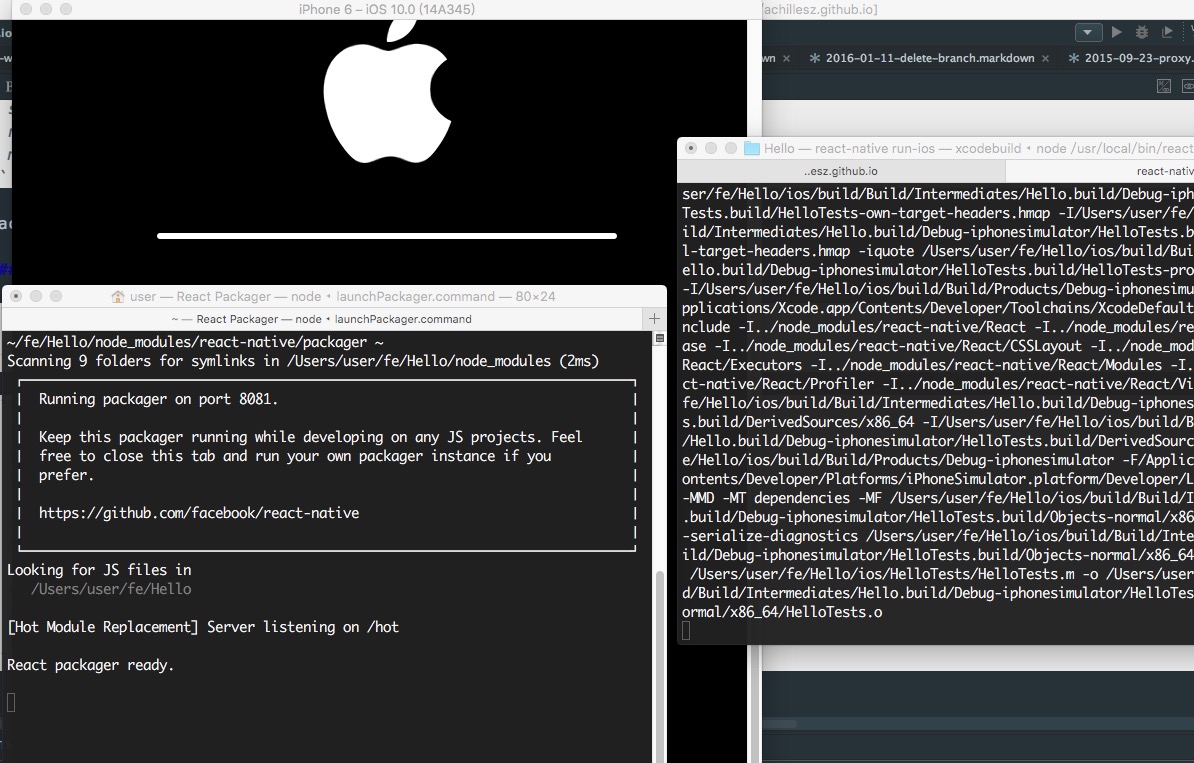 iPhone 6 – iOS 10.0 (14A345)
achillesz.github.io]
2016-01-11-delete-branch.markdown
2015-09-23-proxy.
Hello — react-native run-ios — xcodebuild • node /usr/local/bin/react
..esz.github.io
react-nativ
ser/fe/Hello/ios/build/Build/Intermediates/Hello.build/Debug-iph
Tests.build/HelloTests-own-target-headers.hmap -I/Users/user/fe/
ild/Intermediates/Hello.build/Debug-iphonesimulator/HelloTests.b
l-target-headers.hmap -iquote /Users/user/fe/Hello/ios/build/Bui
ello.build/Debug-iphonesimulator/HelloTests.build/HelloTests-pro
-I/Users/user/fe/Hello/ios/build/Build/Products/Debug-iphonesimu
pplications/Xcode.app/Contents/Developer/Toolchains/XcodeDefault
nclude -I../node_modules/react-native/React -I../node_modules/re
ase -I../node_modules/react-native/React/CSSLayout -I../node_mod
React/Executors -I../node_modules/react-native/React/Modules -I.
ct-native/React/Profiler -I../node_modules/react-native/React/Vi
fe/Hello/ios/build/Build/Intermediates/Hello.build/Debug-iphones
s.build/DerivedSources/x86_64 -I/Users/user/fe/Hello/ios/build/B
/Hello.build/Debug-iphonesimulator/HelloTests.build/DerivedSourc
e/Hello/ios/build/Build/Products/Debug-iphonesimulator -F/Applic
ontents/Developer/Platforms/iPhoneSimulator.platform/Developer/L
-MMD -MT dependencies -MF /Users/user/fe/Hello/ios/build/Build/I
.build/Debug-iphonesimulator/HelloTests.build/Objects-normal/x86
-serialize-diagnostics /Users/user/fe/Hello/ios/build/Build/Inte
ild/Debug-iphonesimulator/HelloTests.build/Objects-normal/x86_64
/Users/user/fe/Hello/ios/HelloTests/HelloTests.m -o /Users/user
d/Build/Intermediates/Hello.build/Debug-iphonesimulator/HelloTes
ormal/x86_64/HelloTests.o
user — React Packager — node • launchPackager.command — 80×24
~ — React Packager — node • launchPackager.command
~/fe/Hello/node_modules/react-native/packager ~
Scanning 9 folders for symlinks in /Users/user/fe/Hello/node_modules (2ms)
Running packager on port 8081.
Keep this packager running while developing on any JS projects. Feel
free to close this tab and run your own packager instance if you
prefer.
https://github.com/facebook/react-native
Looking for JS files in
/Users/user/fe/Hello
[Hot Module Replacement] Server listening on /hot
React packager ready.